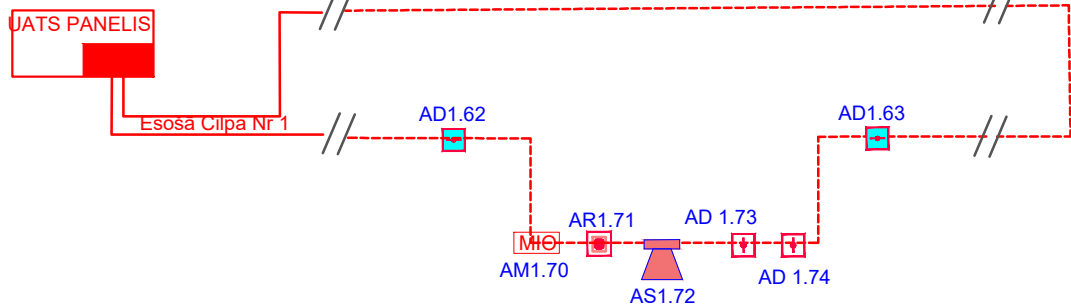 UATS PANELIS
Esošā Cilpa Nr 1
AD1.62
AD1.63
AR1.71
AD 1.73
MIO
AM1.70
AD 1.74
AS1.72